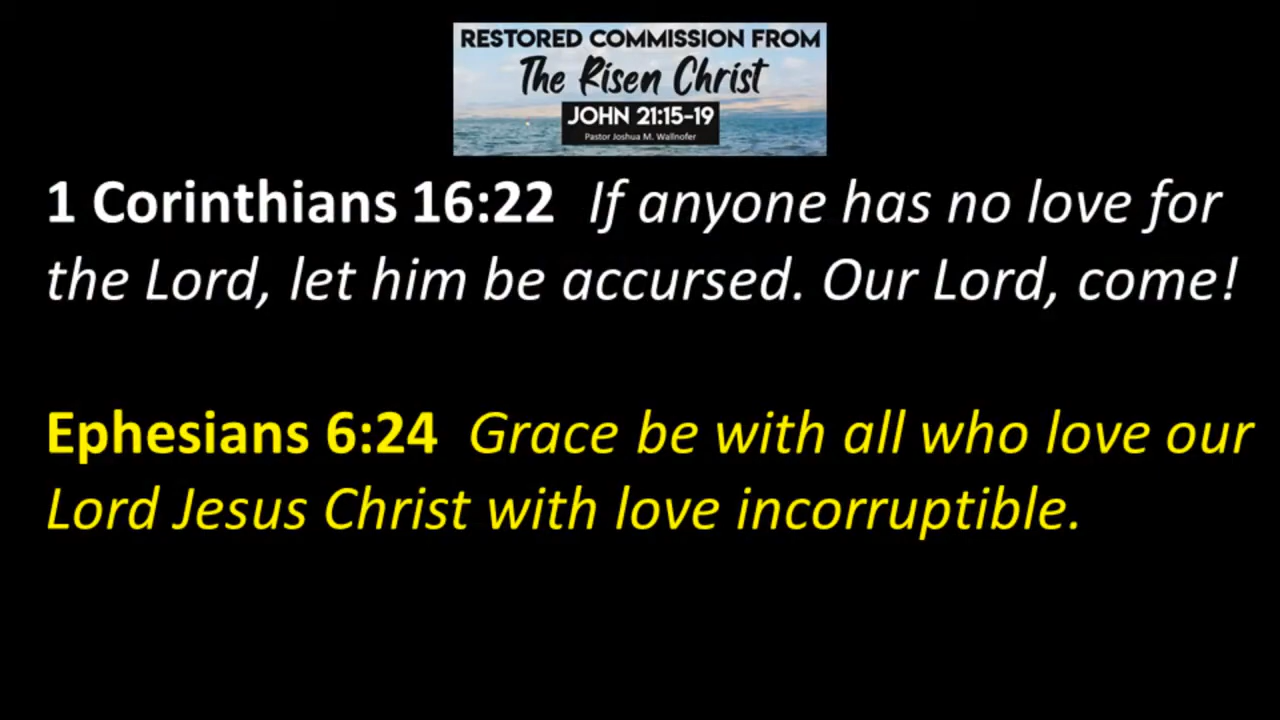 RESTORED COMMISSION FROM
The Risen Christ
JOHN 21:15-19
Pastor Joshua M. Wallnofer
1 Corinthians 16:22 If anyone has no love for
the Lord, let him be accursed. Our Lord, come!
Ephesians 6:24 Grace be with all who love our
Lord Jesus Christ with love incorruptible.